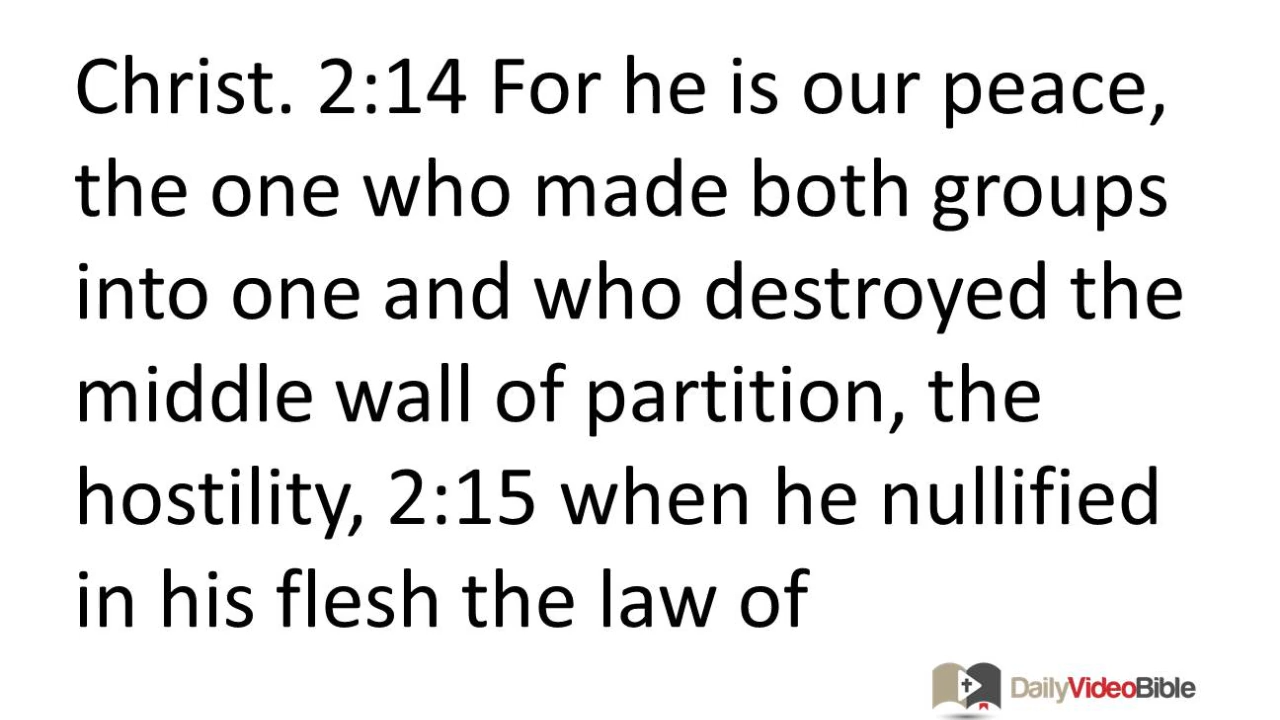 Christ. 2:14 For he is our peace,
the one who made both groups
into one and who destroyed the
middle wall of partition, the
hostility, 2:15 when he nullified
in his flesh the law of
DailyVideoBible